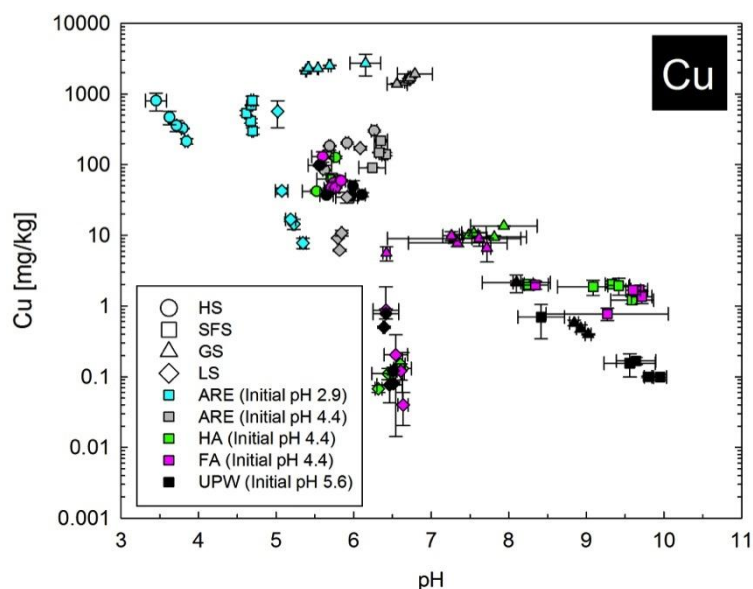 10000
Cu
1000
100
10
1
0.1
0.01
0.001
Cu [mg/kg]
HS
SFS
GS
LS
ARE (Initial pH 2.9)
ARE (Initial pH 4.4)
HA (Initial pH 4.4)
FA (Initial pH 4.4)
UPW (Initial pH 5.6)
3 4 5 6 7 8 9 10 11
pH